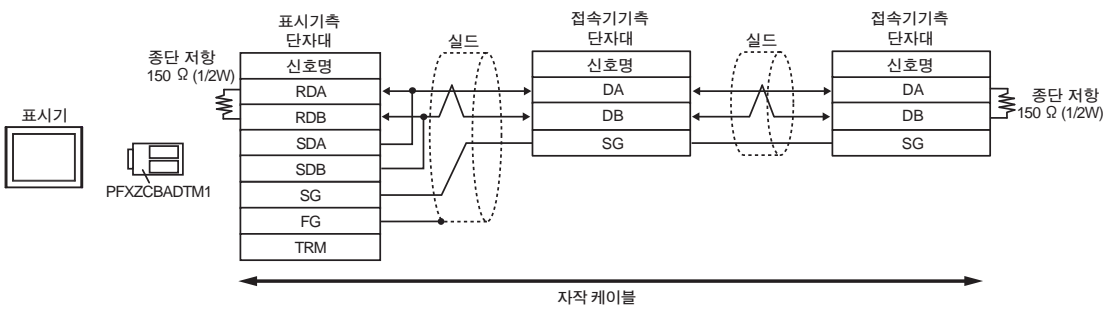 표시기
PFXZCBADTM1
종단 저항
150 Ω (1/2W)
표시기측
단자대
신호명
RDA
RDB
SDA
SDB
SG
FG
TRM
실드
접속기기측
단자대
신호명
DA
DB
SG
실드
접속기기측
단자대
신호명
DA
DB
SG
종단 저항
150 Ω (1/2W)
자작 케이블